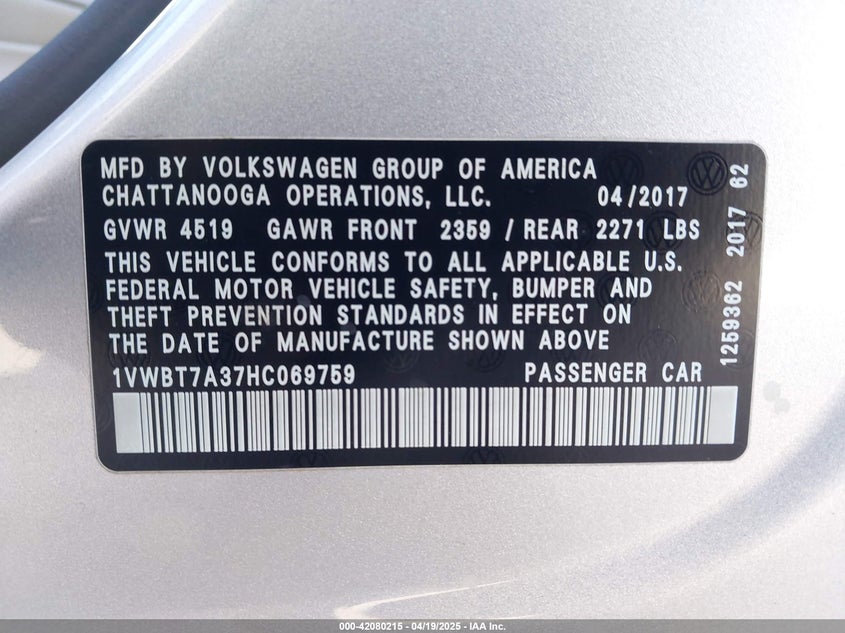 MFD BY VOLKSWAGEN GROUP OF AMERICA
CHATTANOOGA OPERATIONS, LLC. 04/2017
GVWR 4519 GAWR FRONT 2359 / REAR 2271 LBS
THIS VEHICLE CONFORMS TO ALL APPLICABLE U.S.
FEDERAL MOTOR VEHICLE SAFETY, BUMPER AND
THEFT PREVENTION STANDARDS IN EFFECT ON
THE DATE OF MANUFACTURE SHOWN ABOVE
1VWBT7A37HC069759 PASSENGER CAR
1259362 2017 62
000-42080215 - 04/19/2025 - IAA Inc.